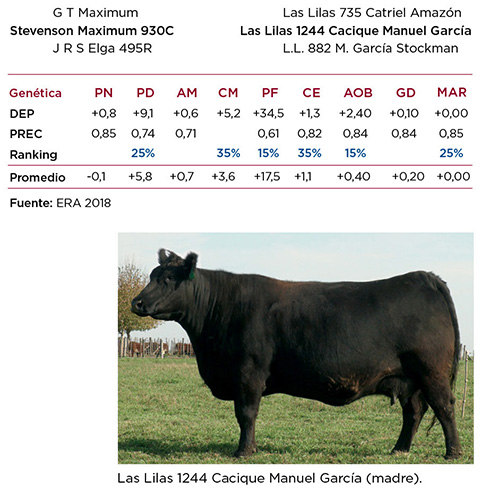 G T Maximum
Stevenson Maximum 930C
J R S Elga 495R
Las Lilas 735 Catriel Amazón
Las Lilas 1244 Cacique Manuel García
L.L. 882 M. García Stockman
Genética PN PD AM CM PF CE AOB GD MAR
DEP +0,8 +9,1 +0,6 +5,2 +34,5 +1,3 +2,40 +0,10 +0,00
PREC 0,85 0,74 0,71 0,61 0,82 0,84 0,84 0,85
Ranking 25% 35% 15% 35% 15% 25%
Promedio -0,1 +5,8 +0,7 +3,6 +17,5 +1,1 +0,40 +0,20 +0,00
Fuente: ERA 2018
Las Lilas 1244 Cacique Manuel García (madre).